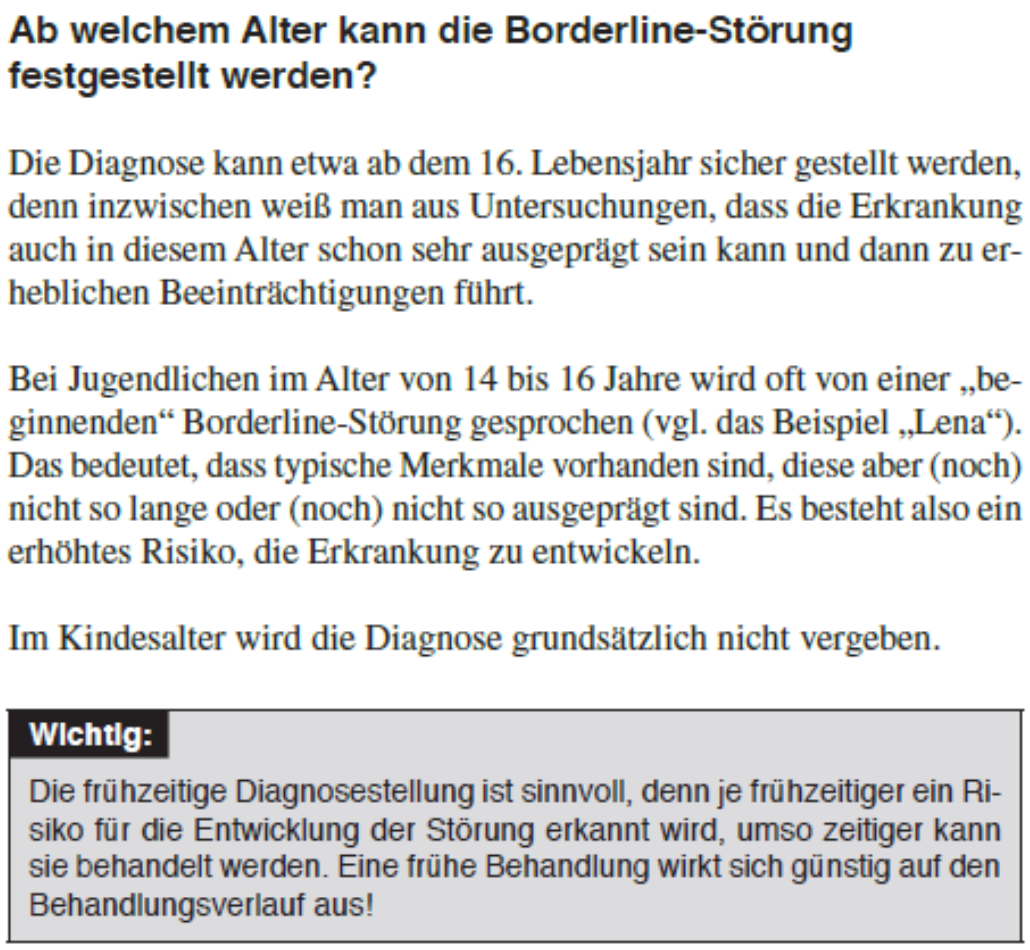 Ab welchem Alter kann die Borderline-Störung
festgestellt werden?
Die Diagnose kann etwa ab dem 16. Lebensjahr sicher gestellt werden,
denn inzwischen weiß man aus Untersuchungen, dass die Erkrankung
auch in diesem Alter schon sehr ausgeprägt sein kann und dann zu er-
heblichen Beeinträchtigungen führt.
Bei Jugendlichen im Alter von 14 bis 16 Jahre wird oft von einer „be-
ginnenden“ Borderline-Störung gesprochen (vgl. das Beispiel „Lena“).
Das bedeutet, dass typische Merkmale vorhanden sind, diese aber (noch)
nicht so lange oder (noch) nicht so ausgeprägt sind. Es besteht also ein
erhöhtes Risiko, die Erkrankung zu entwickeln.
Im Kindesalter wird die Diagnose grundsätzlich nicht vergeben.
Wichtig:
Die frühzeitige Diagnosestellung ist sinnvoll, denn je frühzeitiger ein Ri-
siko für die Entwicklung der Störung erkannt wird, umso zeitiger kann
sie behandelt werden. Eine frühe Behandlung wirkt sich günstig auf den
Behandlungsverlauf aus!